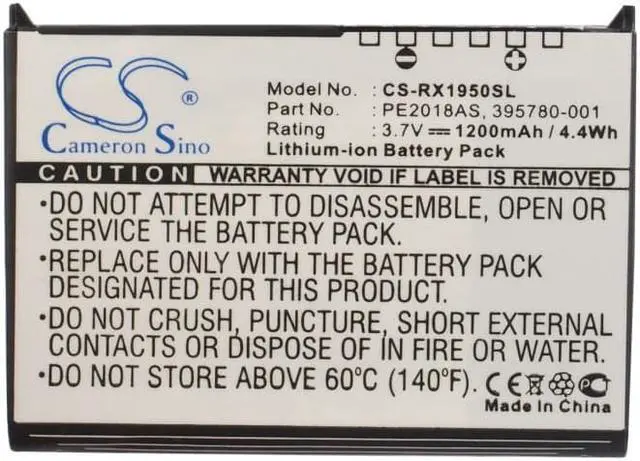 CS
®
Cameron Sino
Model No.: CS-RX1950SL
Part No.: PE2018AS, 395780-001
Rating : 3.7V⎓1200mAh / 4.4Wh
Lithium-ion Battery Pack
CAUTION WARRANTY VOID IF LABEL IS REMOVED
•DO NOT ATTEMPT TO DISASSEMBLE, OPEN OR
SERVICE THE BATTERY PACK.
•REPLACE ONLY WITH THE BATTERY PACK
DESIGNATED FOR THIS PRODUCT.
•DO NOT CRUSH, PUNCTURE, SHORT EXTERNAL
CONTACTS OR DISPOSE OF IN FIRE OR WATER.
•DO NOT STORE ABOVE 60°C (140°F).
CE
Made In China